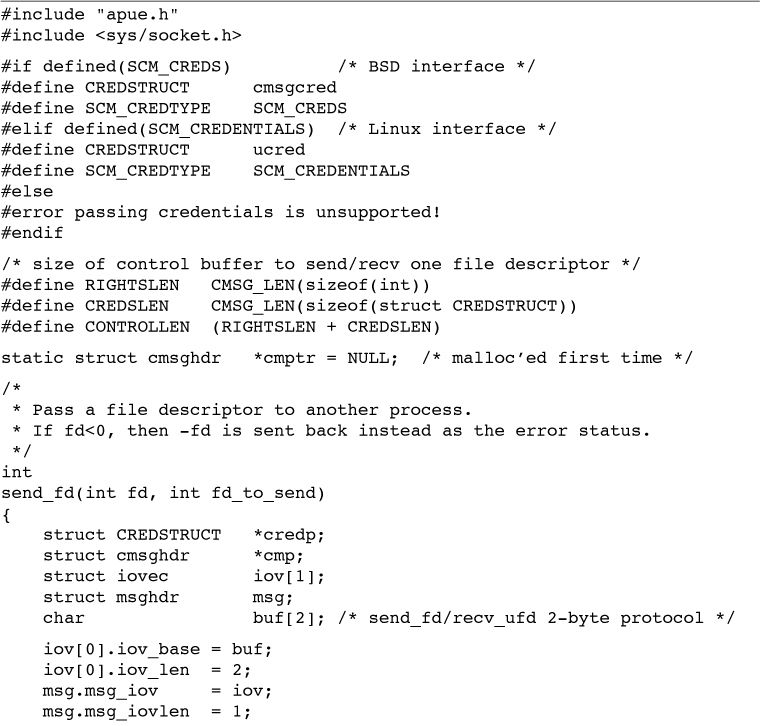 #include "apue.h"
#include <sys/socket.h>
#if defined(SCM_CREDS)          /* BSD interface */
#define CREDSTRUCT      cmsgcred
#define SCM_CREDTYPE    SCM_CREDS
#elif defined(SCM_CREDENTIALS)  /* Linux interface */
#define CREDSTRUCT      ucred
#define SCM_CREDTYPE    SCM_CREDENTIALS
#else
#error passing credentials is unsupported!
#endif
/* size of control buffer to send/recv one file descriptor */
#define RIGHTSLEN   CMSG_LEN(sizeof(int))
#define CREDSLEN    CMSG_LEN(sizeof(struct CREDSTRUCT))
#define CONTROLLEN  (RIGHTSLEN + CREDSLEN)
static struct cmsghdr   *cmptr = NULL;  /* malloc’ed first time */
/*
 * Pass a file descriptor to another process.
 * If fd<0, then -fd is sent back instead as the error status.
 */
int
send_fd(int fd, int fd_to_send)
{
    struct CREDSTRUCT   *credp;
    struct cmsghdr      *cmp;
    struct iovec        iov[1];
    struct msghdr       msg;
    char                buf[2]; /* send_fd/recv_ufd 2-byte protocol */
    iov[0].iov_base = buf;
    iov[0].iov_len  = 2;
    msg.msg_iov     = iov;
    msg.msg_iovlen  = 1;